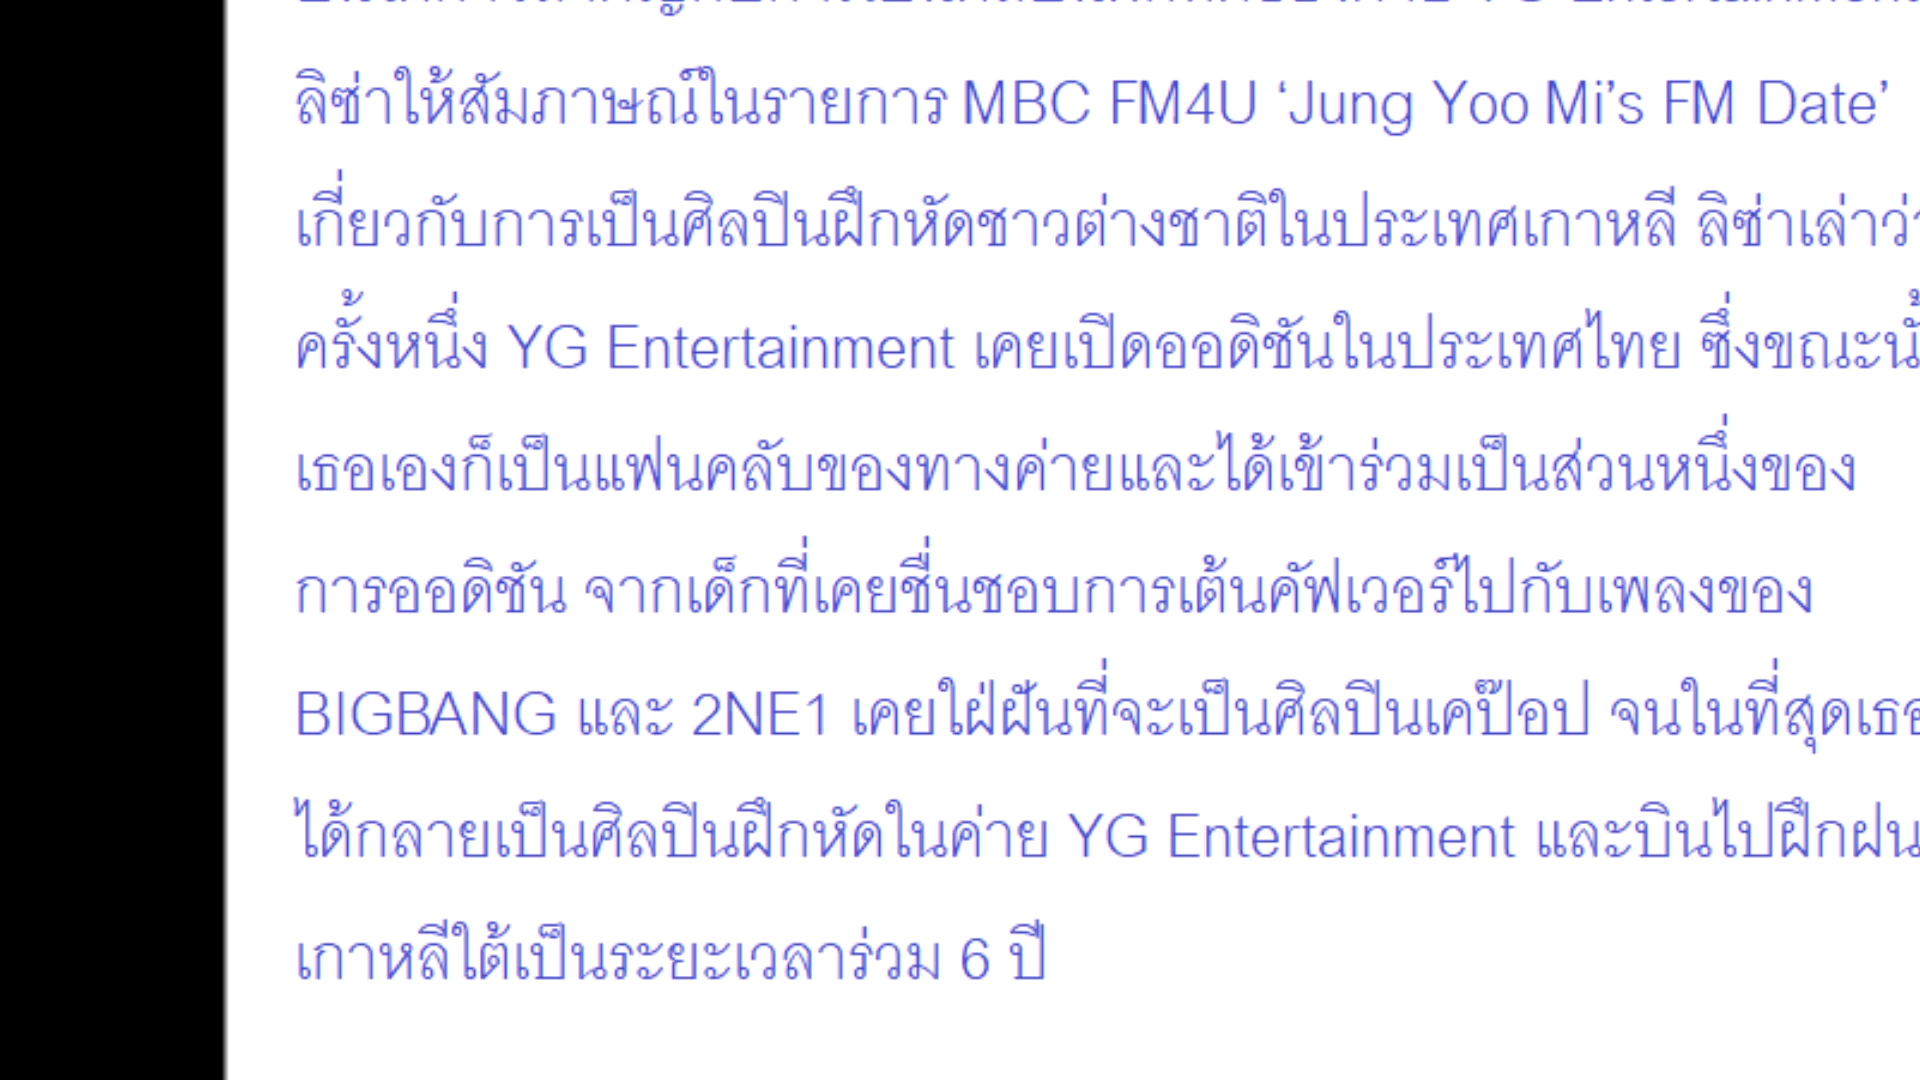 ลิซ่าให้สัมภาษณ์ในรายการ MBC FM4U ‘Jung Yoo Mi’s FM Date’
เกี่ยวกับการเป็นศิลปินฝึกหัดชาวต่างชาติในประเทศเกาหลี ลิซ่าเล่าว่า
ครั้งหนึ่ง YG Entertainment เคยเปิดออดิชันในประเทศไทย ซึ่งขณะนั้
เธอเองก็เป็นแฟนคลับของทางค่ายและได้เข้าร่วมเป็นส่วนหนึ่งของ
การออดิชัน จากเด็กที่เคยชื่นชอบการเต้นคัฟเวอร์ไปกับเพลงของ
BIGBANG และ 2NE1 เคยใฝ่ฝันที่จะเป็นศิลปินเคป๊อป จนในที่สุดเธอ
ได้กลายเป็นศิลปินฝึกหัดในค่าย YG Entertainment และบินไปฝึกฝน
เกาหลีใต้เป็นระยะเวลาร่วม 6 ปี